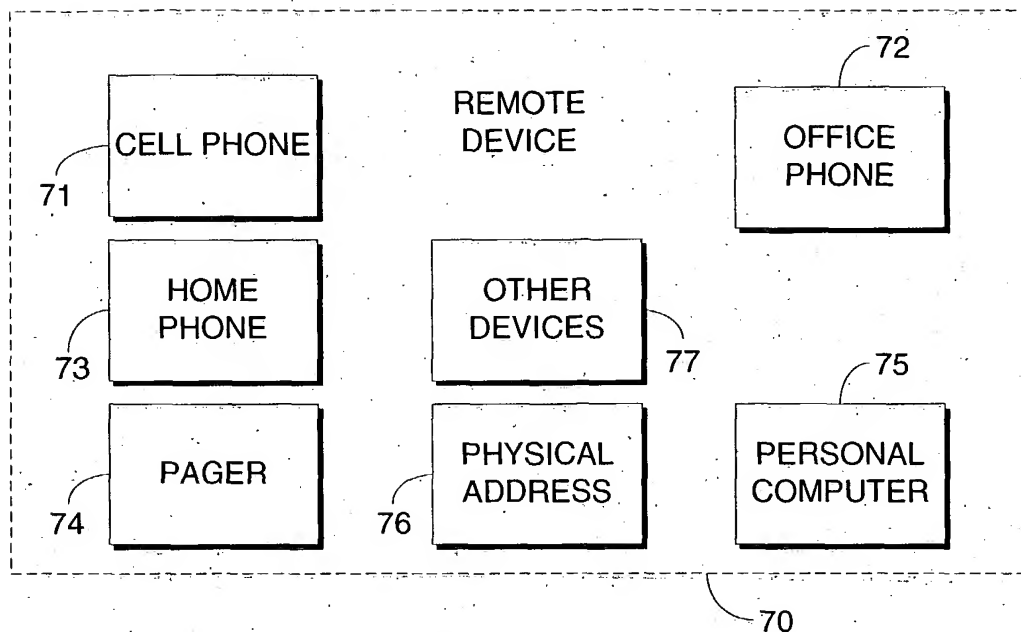 72
CELL PHONE
REMOTE
DEVICE
OFFICE
PHONE
71
HOME
PHONE
OTHER
DEVICES
73
77
75
PAGER
PHYSICAL
ADDRESS
PERSONAL
COMPUTER
74
76
70